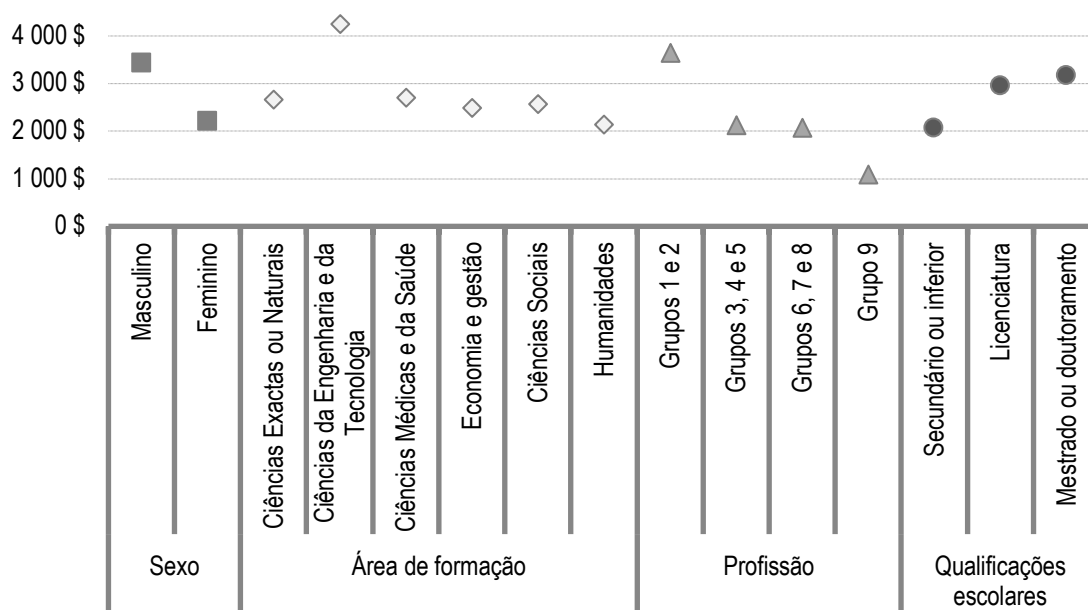 4 000 $
3 000 $
2 000 $
1 000 $
0 $
Masculino
Feminino
Ciências Exactas ou Naturais
Ciências da Engenharia e da
Tecnologia
Ciências Médicas e da Saúde
Economia e gestão
Ciências Sociais
Humanidades
Grupos 1 e 2
Grupos 3, 4 e 5
Grupos 6, 7 e 8
Grupo 9
Secundário ou inferior
Licenciatura
Mestrado ou doutoramento
Sexo
Área de formação
Profissão
Qualificações
escolares